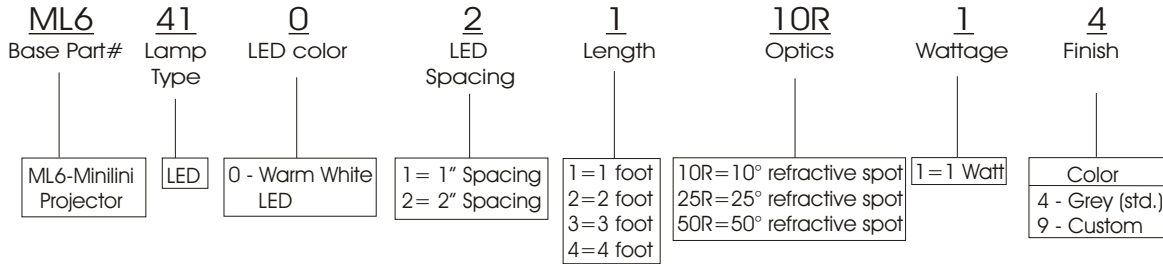 ML6 41 0 2 1 10R 1 4
Base Part# Lamp Type LED color LED Spacing Length Optics Wattage Finish
ML6-Minilini Projector
LED
0 - Warm White LED
1= 1" Spacing
2= 2" Spacing
1=1 foot
2=2 foot
3=3 foot
4=4 foot
10R=10° refractive spot
25R=25° refractive spot
50R=50° refractive spot
1=1 Watt
Color
4 - Grey (std.)
9 - Custom